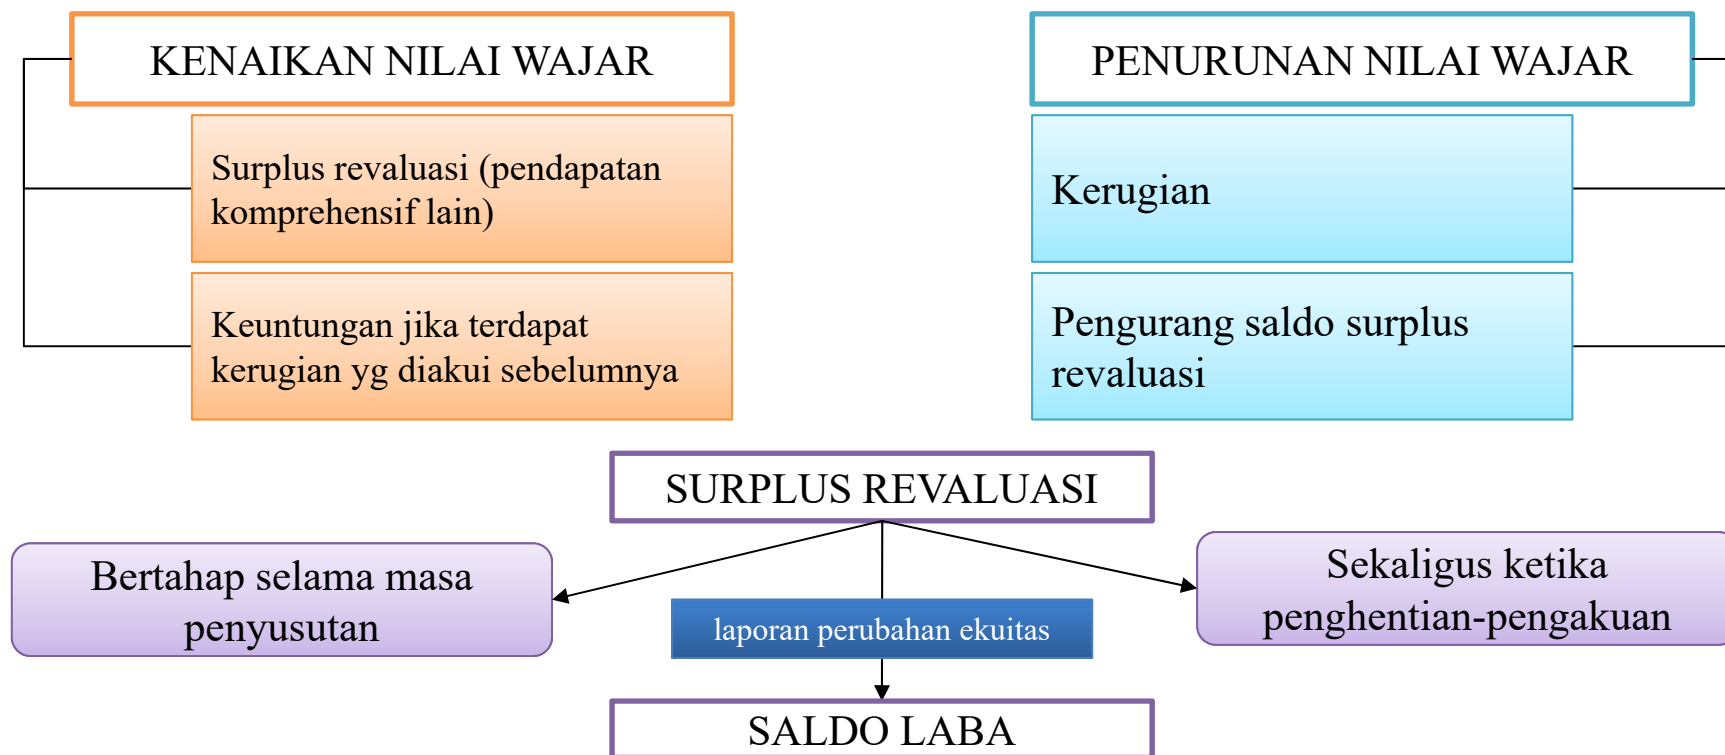 KENAIKAN NILAI WAJAR
Surplus revaluasi (pendapatan
komprehensif lain)
Keuntungan jika terdapat
kerugian yg diakui sebelumnya
PENURUNAN NILAI WAJAR
Kerugian
Pengurang saldo surplus
revaluasi
SURPLUS REVALUASI
Bertahap selama masa
penyusutan
laporan perubahan ekuitas
Sekaligus ketika
penghentian-pengakuan
SALDO LABA